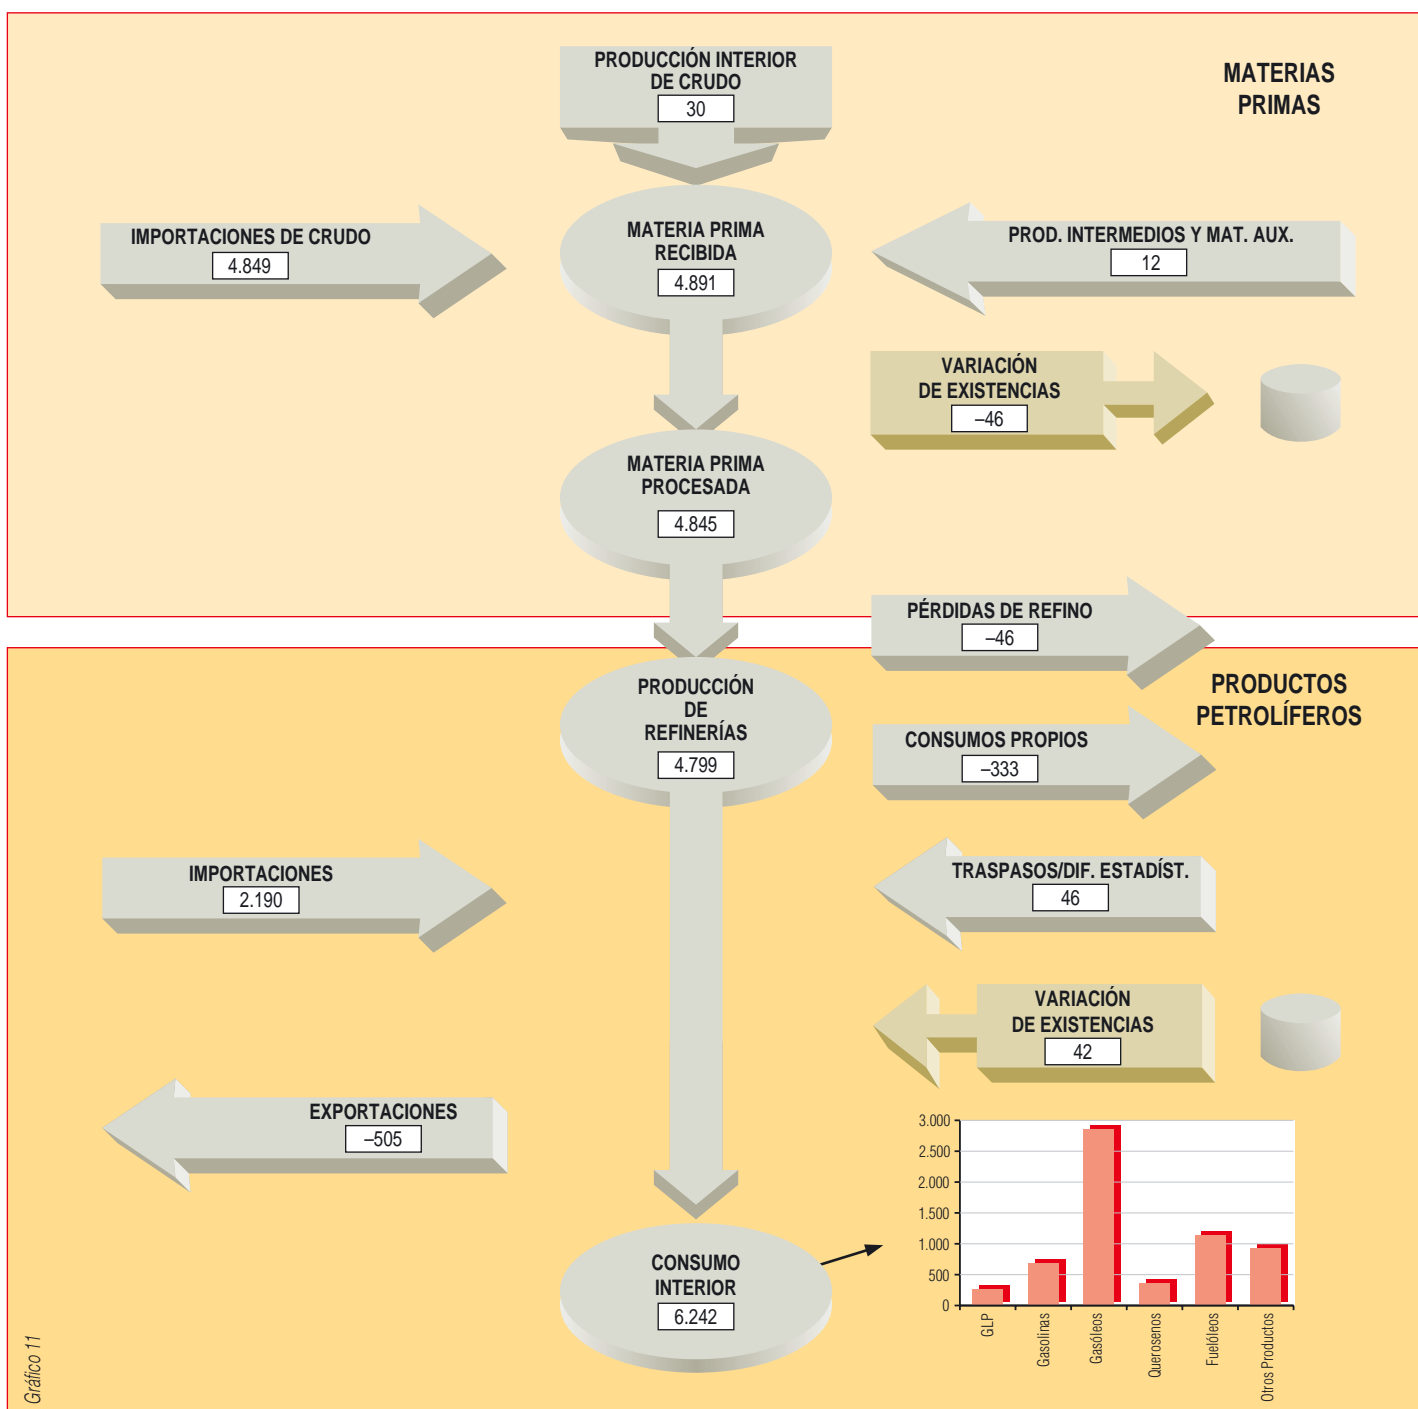 PRODUCCIÓN INTERIOR
DE CRUDO
30
MATERIAS
PRIMAS
IMPORTACIONES DE CRUDO
4.849
MATERIA PRIMA
RECIBIDA
4.891
PROD. INTERMEDIOS Y MAT. AUX.
12
VARIACIÓN
DE EXISTENCIAS
–46
MATERIA PRIMA
PROCESADA
4.845
PÉRDIDAS DE REFINO
–46
PRODUCCIÓN
DE
REFINERÍAS
4.799
PRODUCTOS
PETROLÍFEROS
CONSUMOS PROPIOS
–333
IMPORTACIONES
2.190
TRASPASOS/DIF. ESTADÍST.
46
VARIACIÓN
DE EXISTENCIAS
42
EXPORTACIONES
–505
CONSUMO
INTERIOR
6.242
3.000
2.500
2.000
1.500
1.000
500
0
GLP
Gasolinas
Gasóleos
Querosenos
Fuelóleos
Otros Productos
Gráfico 11